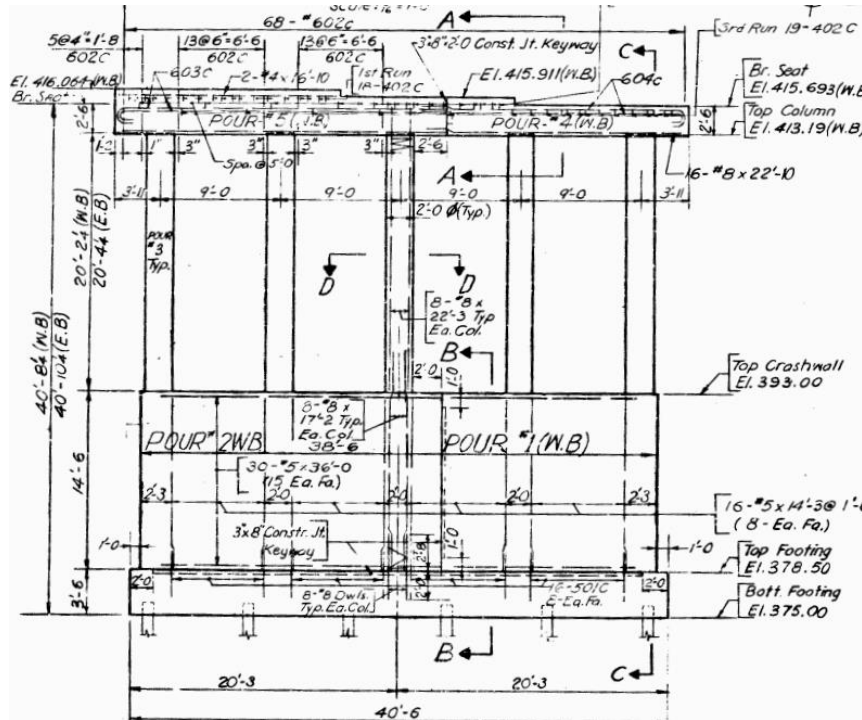 68 - #602C
A
3rd Run 19-402 C
5@4"=1'-8
602C
13@6"=6'-6
602C
13@6"=6'-6
602C
3"x8"=2'-0 Const. Jt. Keyway
C
El. 416.064 (W.B)
603C
2-#4 x 16'-10
1st Run
18-402C
El. 415.911 (W.B.)
604C
Br. Seat
El. 415.693 (W.B
2'-6
POUR #4 (W.B)
2'-6
Top Column
El. 413.19 (W.B)
1"
3"
Spa. @ 5'-0
3"
3"
2'-6
A
16-#8 x 22'-10
3'-11
9'-0
9'-0
9'-0
9'-0
3'-11
2'-0 Ø (Typ.)
POUR
#3
Typ.
20'-2¼ (W.B)
20'-4¼ (E.B)
D
D
8-#8 x
22'-3 Typ
Ea. Col.
B
2'-0
1'-0
Top Crashwall
El. 393.00
40'-8¼ (W.B)
40'-10¼ (E.B)
8-#8 x
17'-2 Typ.
Ea. Col.
38'-6
POUR #2 WB
POUR #1 (W.B)
14'-6
30-#5 x 36'-0
(15 Ea. Fa.)
2'-3
2'-0
2'-0
2'-0
2'-3
16-#5 x 14'-3 @ 1'-
(8-Ea. Fa.)
3"x8" Constr. Jt.
Keyway
2'-8
1'-0
1'-0
1'-0
Top Footing
El. 378.50
3'-6
2'-0
8-#8 Dwls.
Typ. Ea. Col.
2'-0
2'-0
Bott. Footing
El. 375.00
B
C
20'-3
20'-3
40'-6